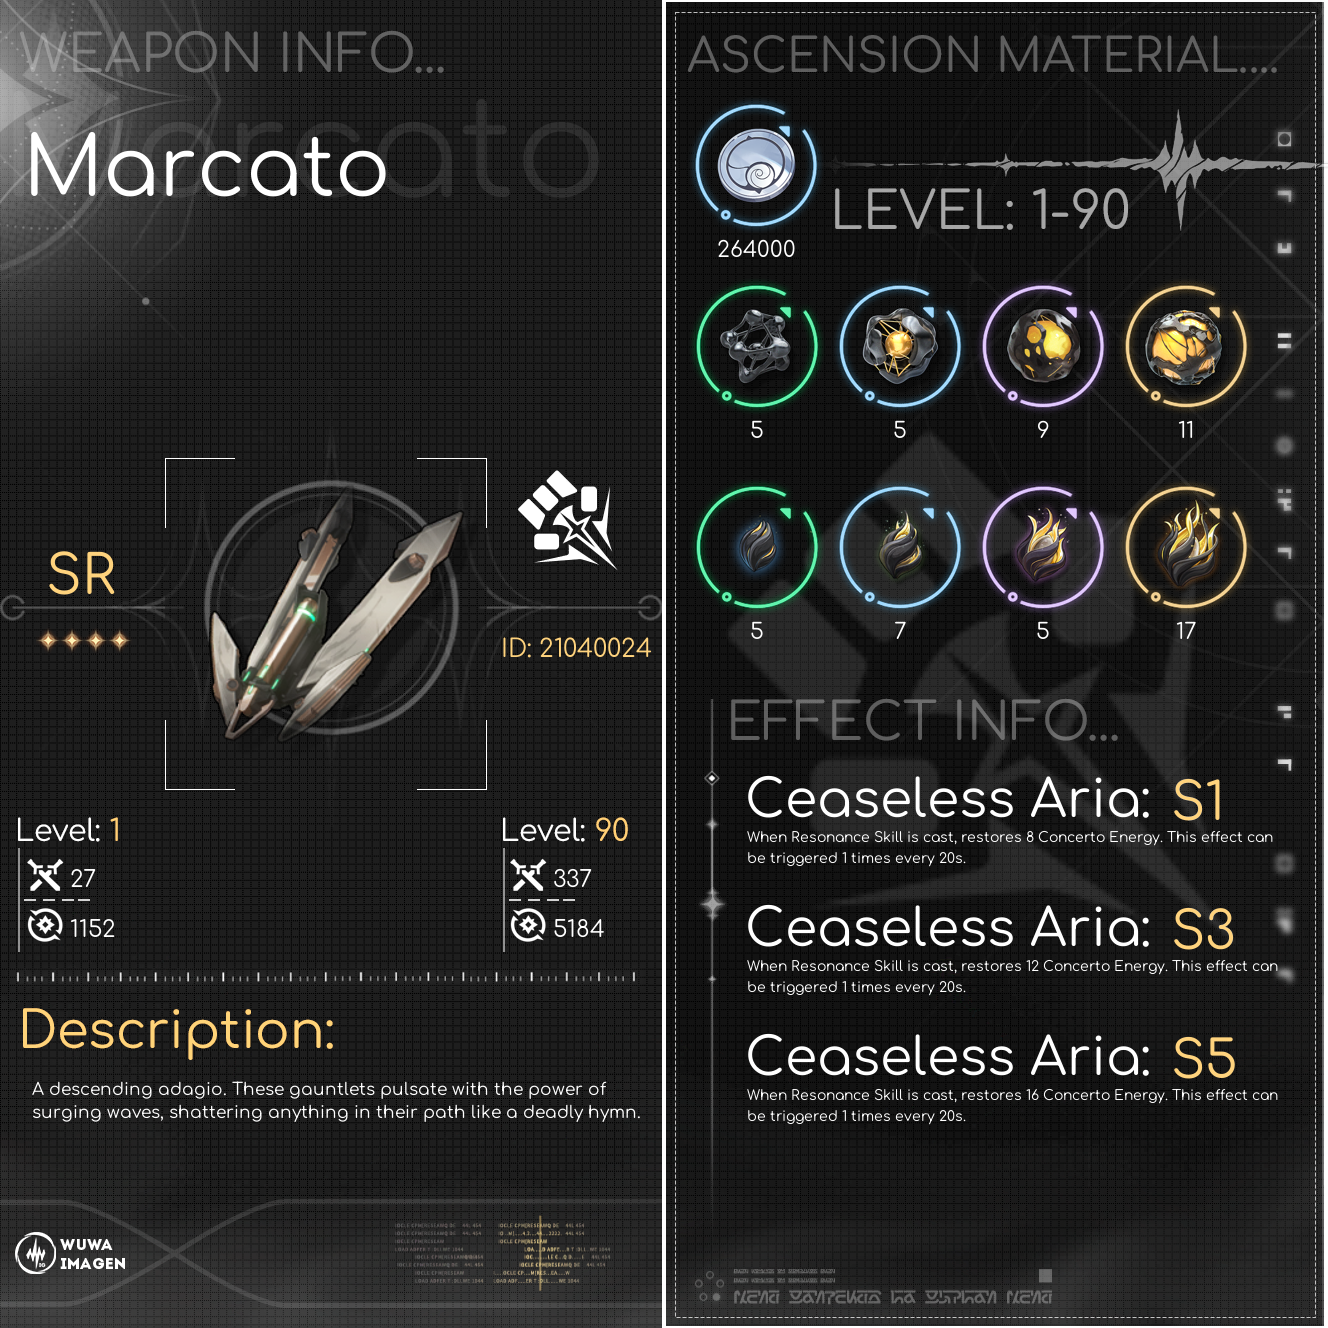 WEAPON INFO...
Marcato
SR
ID: 21040024
Level: 1
27
1152
Level: 90
337
5184
Description:
A descending adagio. These gauntlets pulsate with the power of
surging waves, shattering anything in their path like a deadly hymn.
WUWA
IMAGEN
ASCENSION MATERIAL....
264000
LEVEL: 1-90
5 5 9 11
5 7 5 17
EFFECT INFO...
Ceaseless Aria: S1
When Resonance Skill is cast, restores 8 Concerto Energy. This effect can
be triggered 1 times every 20s.
Ceaseless Aria: S3
When Resonance Skill is cast, restores 12 Concerto Energy. This effect can
be triggered 1 times every 20s.
Ceaseless Aria: S5
When Resonance Skill is cast, restores 16 Concerto Energy. This effect can
be triggered 1 times every 20s.